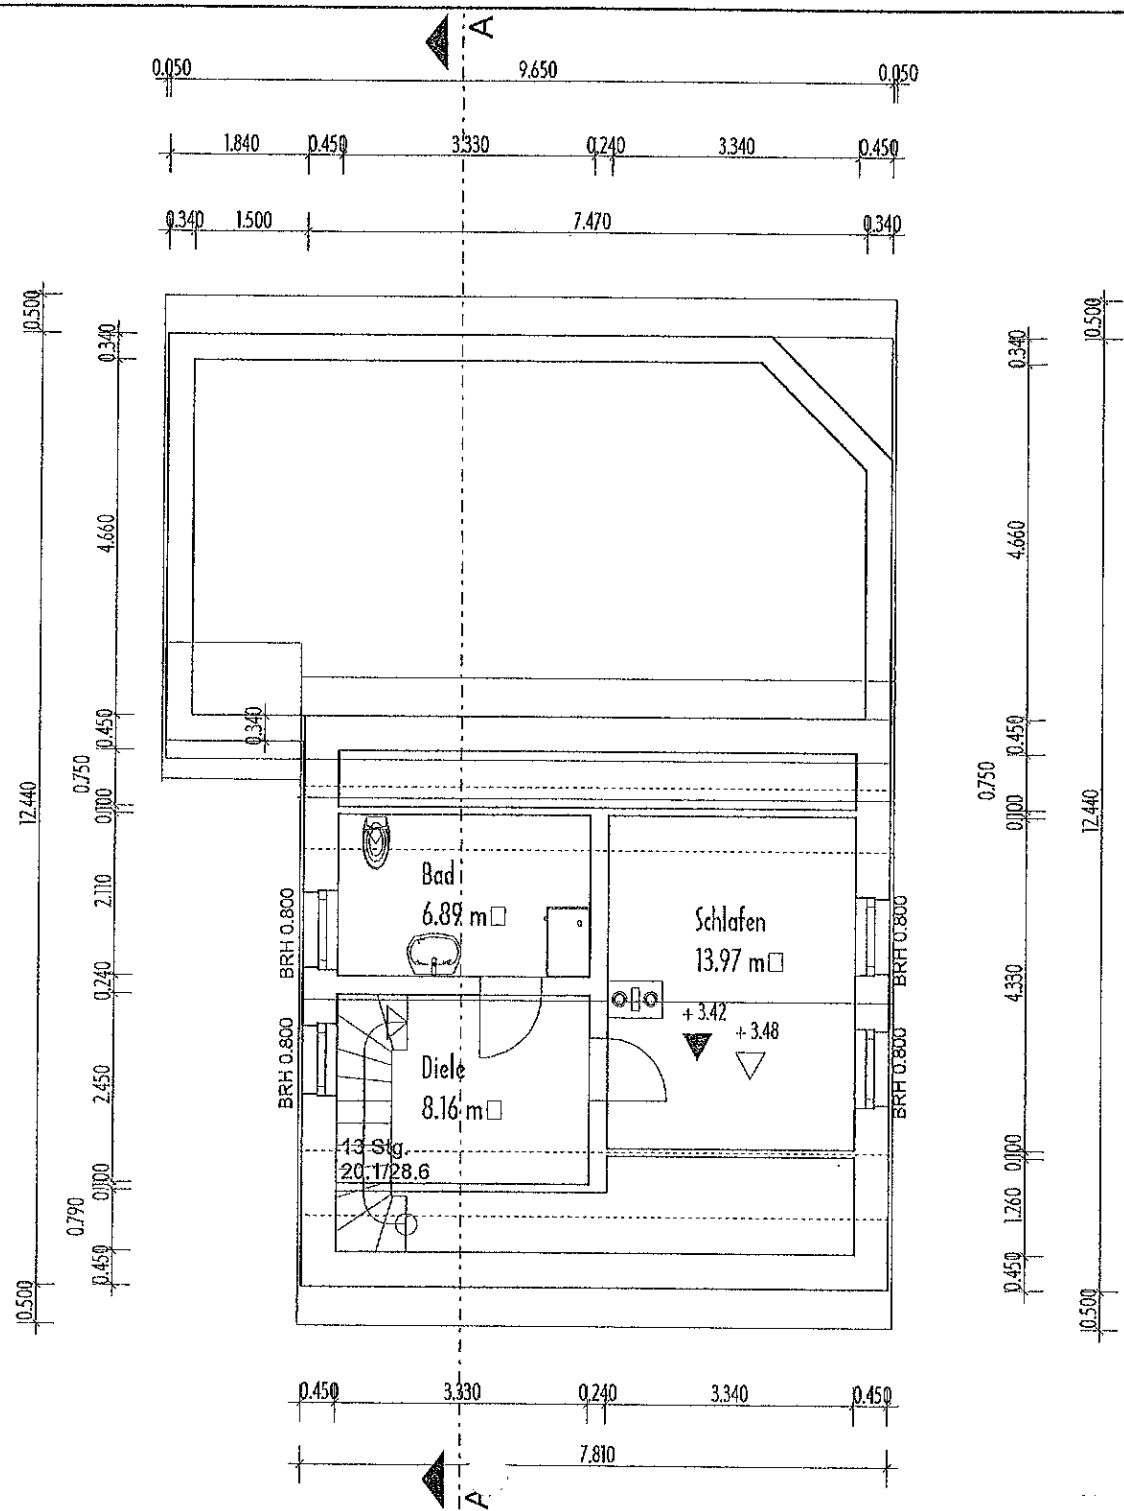 A
0.050 9.650 0.050
1.840 0.450 3.330 0.240 3.340 0.450
0.340 1.500 7.470 0.340
0.500
12.440
0.500
0.340
4.660
0.450
0.750
0.100
2.110
0.240
2.450
0.100
0.790
0.450
0.340
BRH 0.800
BRH 0.800
Bad
6.89 m□
Schlafen
13.97 m□
+ 3.42
+ 3.48
Diele
8.16 m□
13 Stg.
20,1/28.6
BRH 0.800
BRH 0.800
0.340
4.660
0.450
0.750
0.100
4.330
0.100
1.260
0.450
0.500
12.440
0.500
0.450 3.330 0.240 3.340 0.450
7.810
A